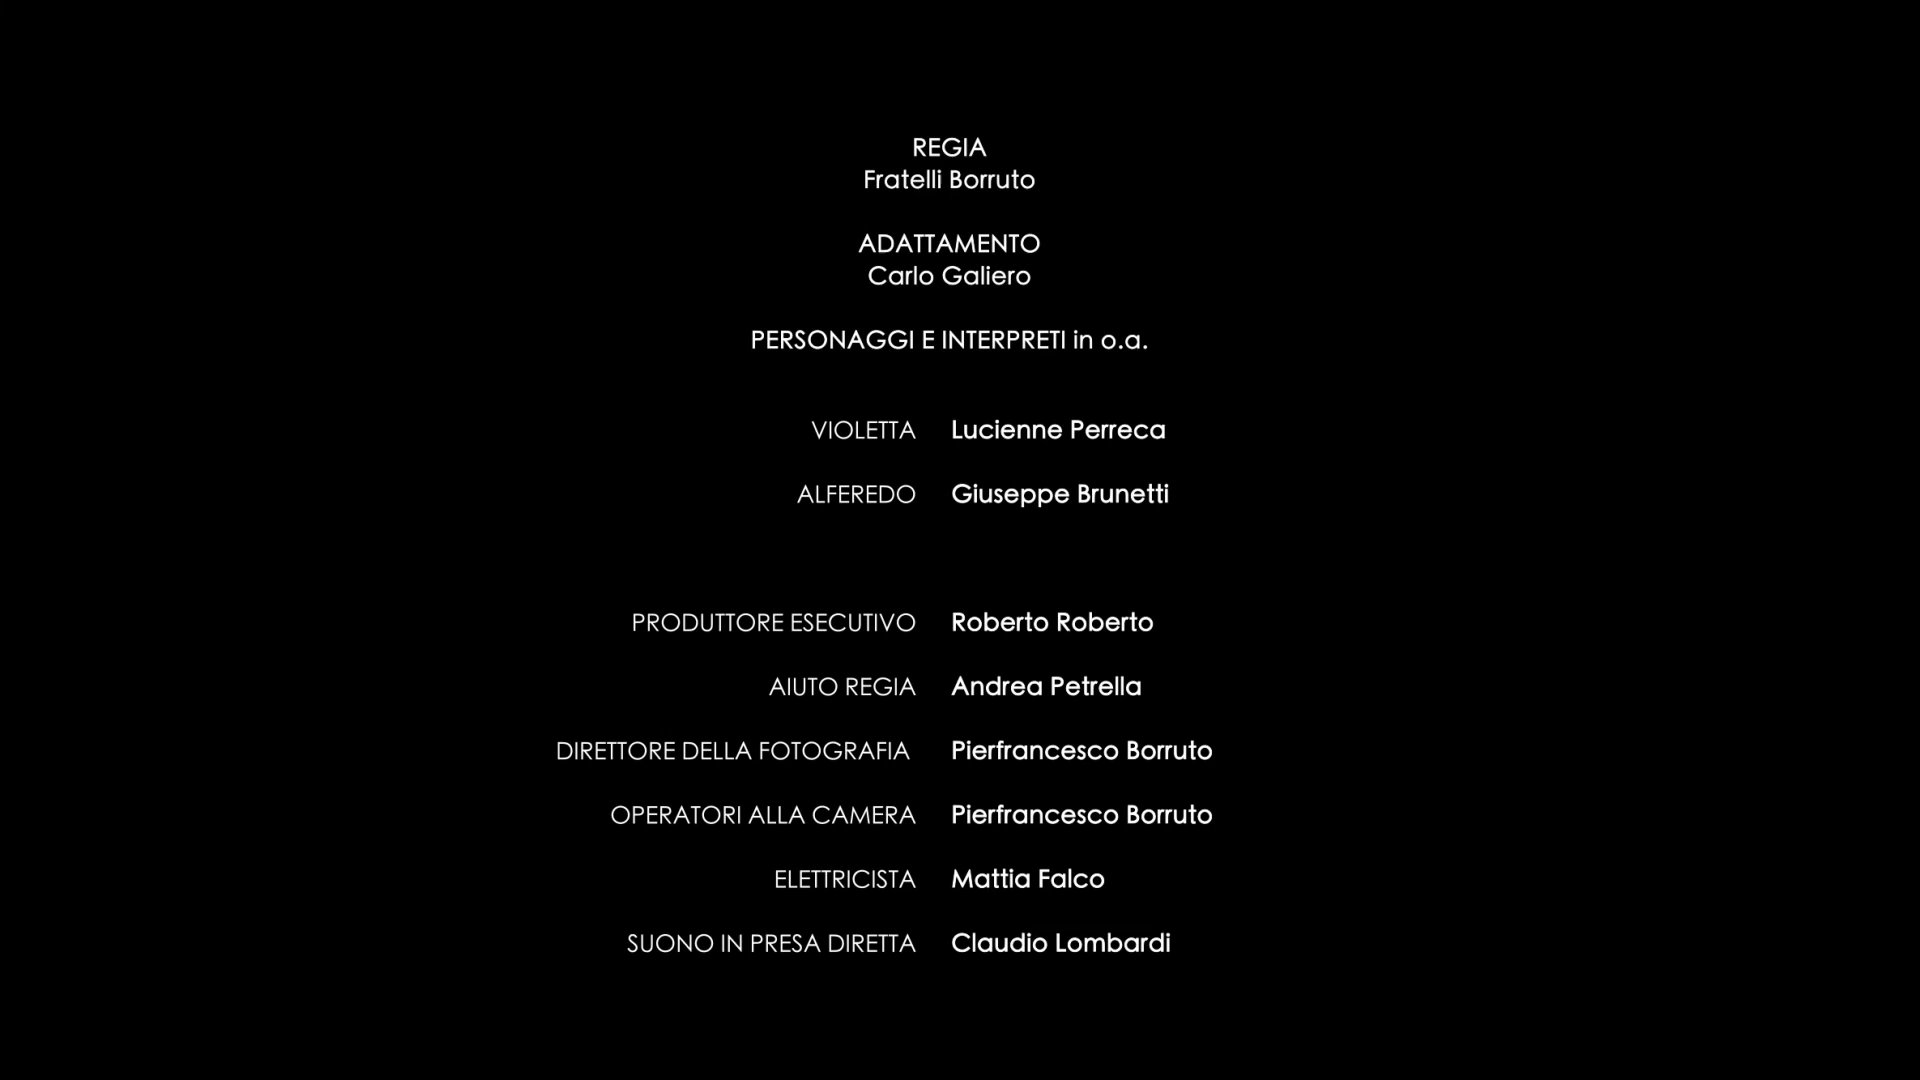 REGIA
Fratelli Borruto
ADATTAMENTO
Carlo Galiero
PERSONAGGI E INTERPRETI in o.a.
VIOLETTA Lucienne Perreca
ALFEREDO Giuseppe Brunetti
PRODUTTORE ESECUTIVO Roberto Roberto
AIUTO REGIA Andrea Petrella
DIRETTORE DELLA FOTOGRAFIA Pierfrancesco Borruto
OPERATORI ALLA CAMERA Pierfrancesco Borruto
ELETTRICISTA Mattia Falco
SUONO IN PRESA DIRETTA Claudio Lombardi